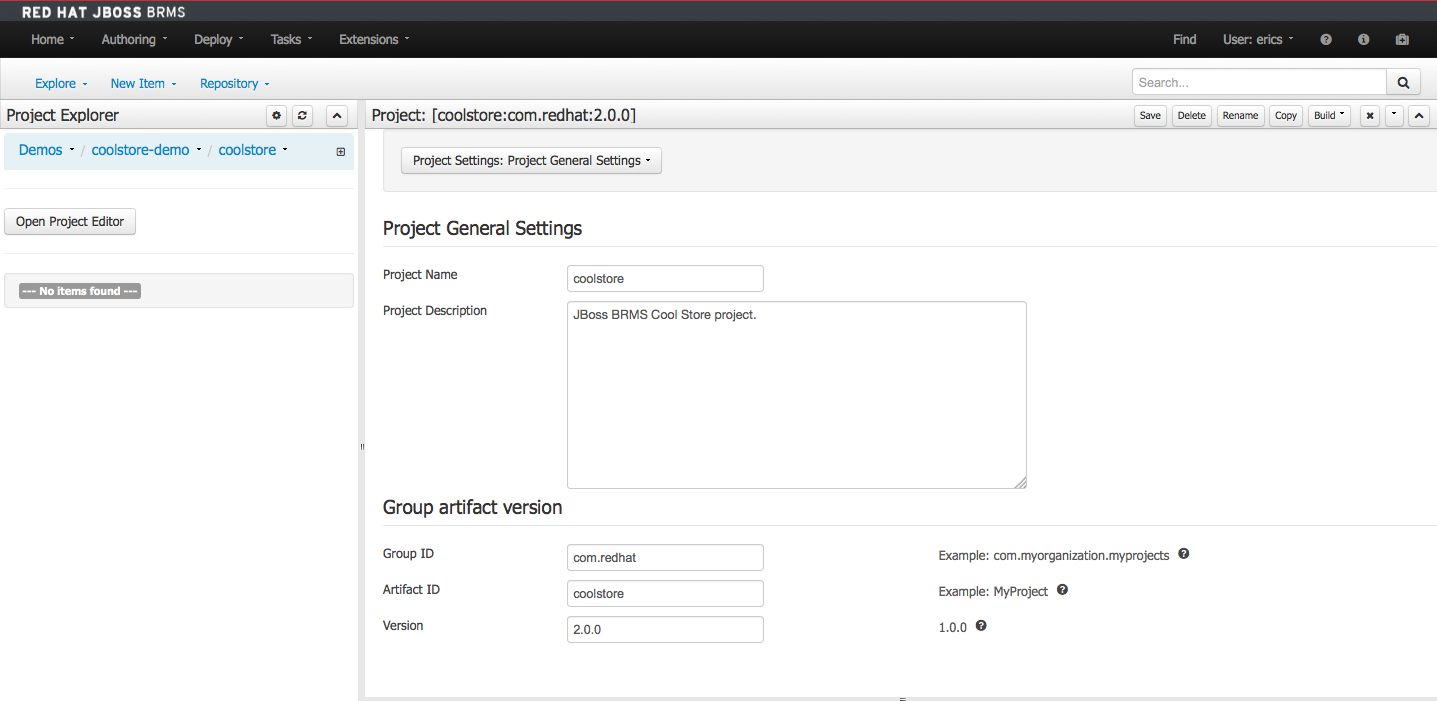 RED HAT JBOSS BRMS
Home Authoring Deploy Tasks Extensions Find User: erics
Explore New Item Repository Search...
Project Explorer
Project: [coolstore:com.redhat:2.0.0] Save Delete Rename Copy Build
Demos / coolstore-demo / coolstore
Project Settings: Project General Settings
Open Project Editor
--- No items found ---
Project General Settings
Project Name coolstore
Project Description JBoss BRMS Cool Store project.
Group artifact version
Group ID com.redhat Example: com.myorganization.myprojects
Artifact ID coolstore Example: MyProject
Version 2.0.0 1.0.0